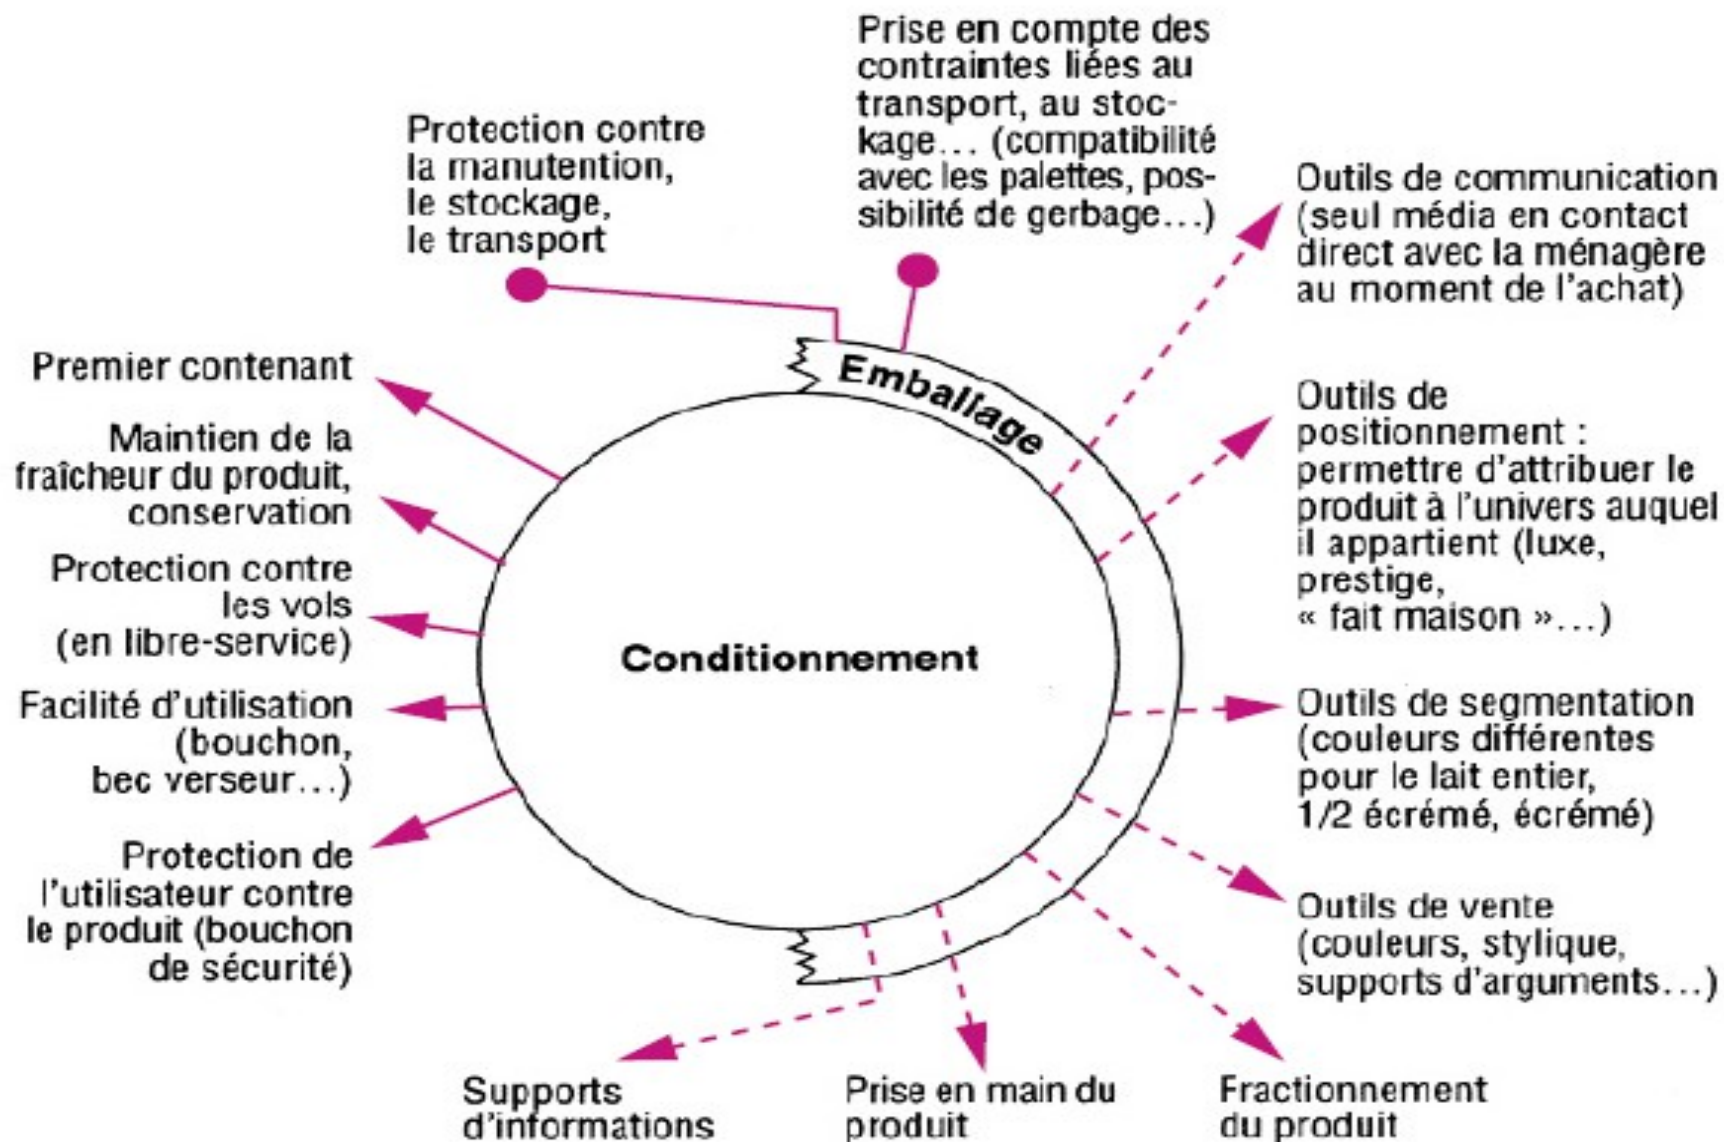 Protection contre
la manutention,
le stockage,
le transport
Prise en compte des
contraintes liées au
transport, au stoc-
kage... (compatibilité
avec les palettes, pos-
sibilité de gerbage...)
Outils de communication
(seul média en contact
direct avec la ménagère
au moment de l'achat)
Outils de
positionnement :
permettre d'attribuer le
produit à l'univers auquel
il appartient (luxe,
prestige,
« fait maison »...)
Outils de segmentation
(couleurs différentes
pour le lait entier,
1/2 écrémé, écrémé)
Outils de vente
(couleurs, stylique,
supports d'arguments...)
Fractionnement
du produit
Prise en main du
produit
Supports
d'informations
Premier contenant
Maintien de la
fraîcheur du produit,
conservation
Protection contre
les vols
(en libre-service)
Facilité d'utilisation
(bouchon,
bec verseur...)
Protection de
l'utilisateur contre
le produit (bouchon
de sécurité)
Emballage
Conditionnement